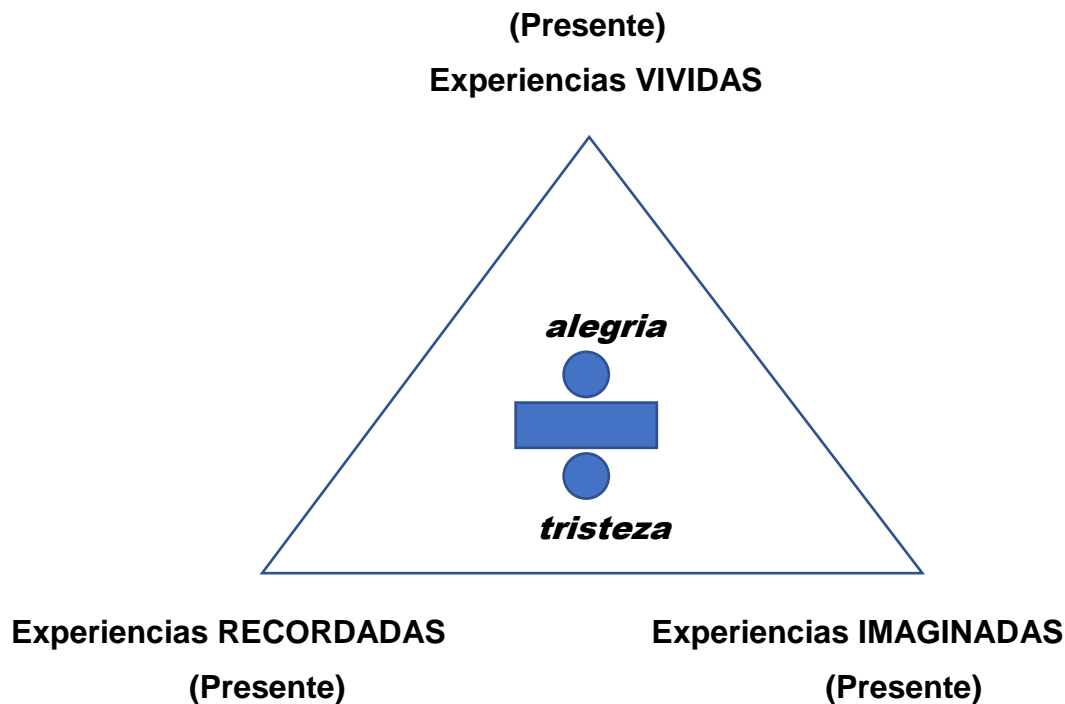 (Presente)
Experiencias VIVIDAS
alegria
tristeza
Experiencias RECORDADAS
(Presente)
Experiencias IMAGINADAS
(Presente)